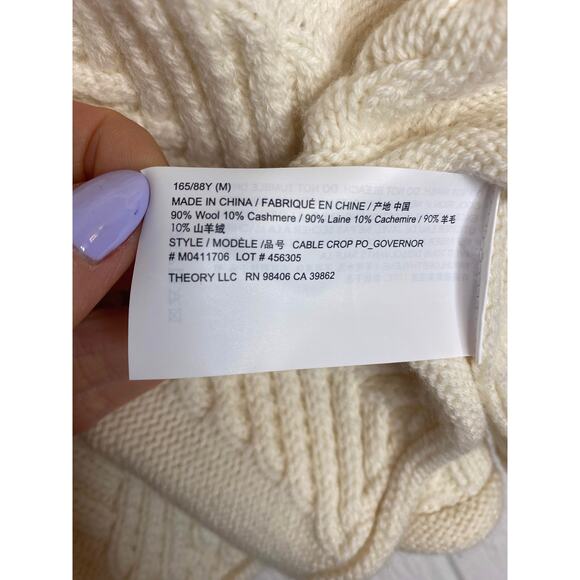 165/88Y (M)
MADE IN CHINA / FABRIQUÉ EN CHINE / 产地 中国
90% Wool 10% Cashmere / 90% Laine 10% Cachemire / 90% 羊毛
10% 山羊绒
STYLE / MODÈLE /品号 CABLE CROP PO_GOVERNOR
# M0411706 LOT # 456305
THEORY LLC RN 98406 CA 39862